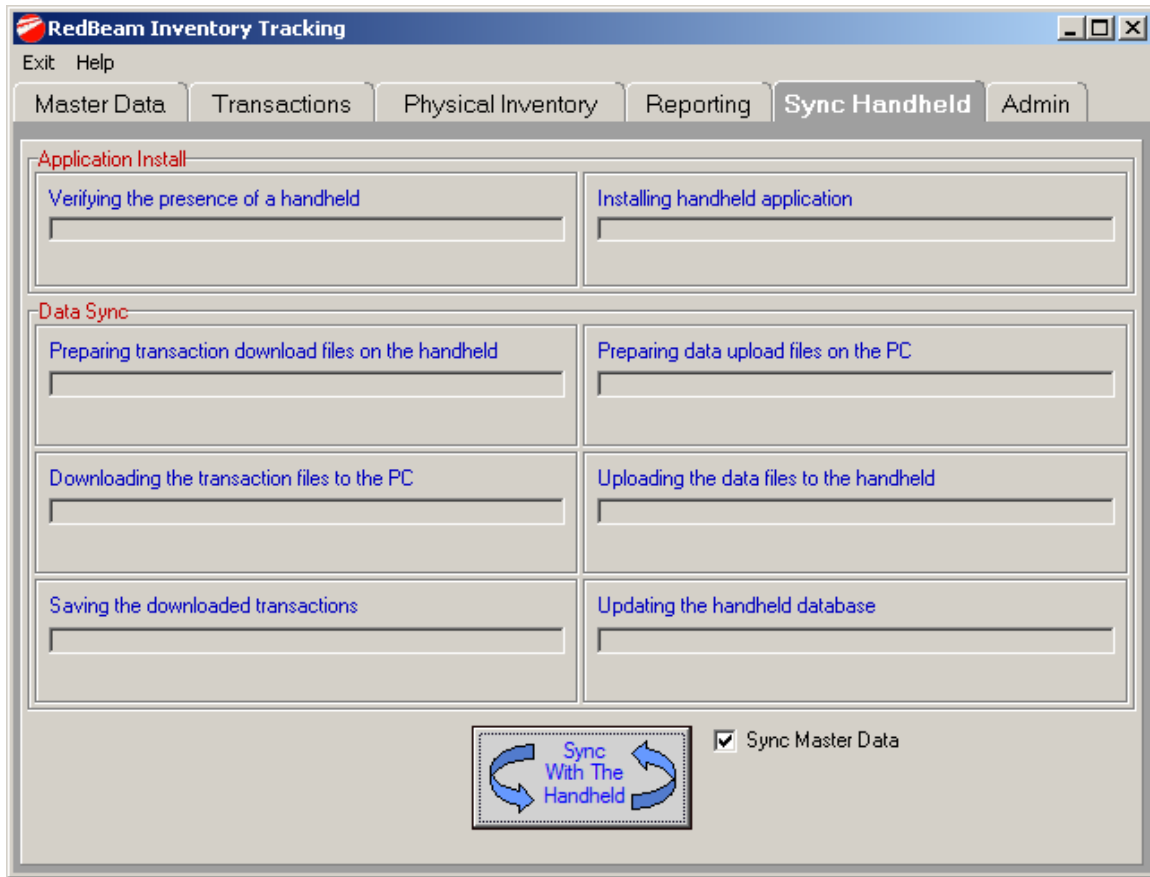 RedBeam Inventory Tracking
Exit Help
Master Data Transactions Physical Inventory Reporting Sync Handheld Admin
Application Install
Verifying the presence of a handheld
Installing handheld application
Data Sync
Preparing transaction download files on the handheld
Preparing data upload files on the PC
Downloading the transaction files to the PC
Uploading the data files to the handheld
Saving the downloaded transactions
Updating the handheld database
Sync
With The
Handheld
Sync Master Data